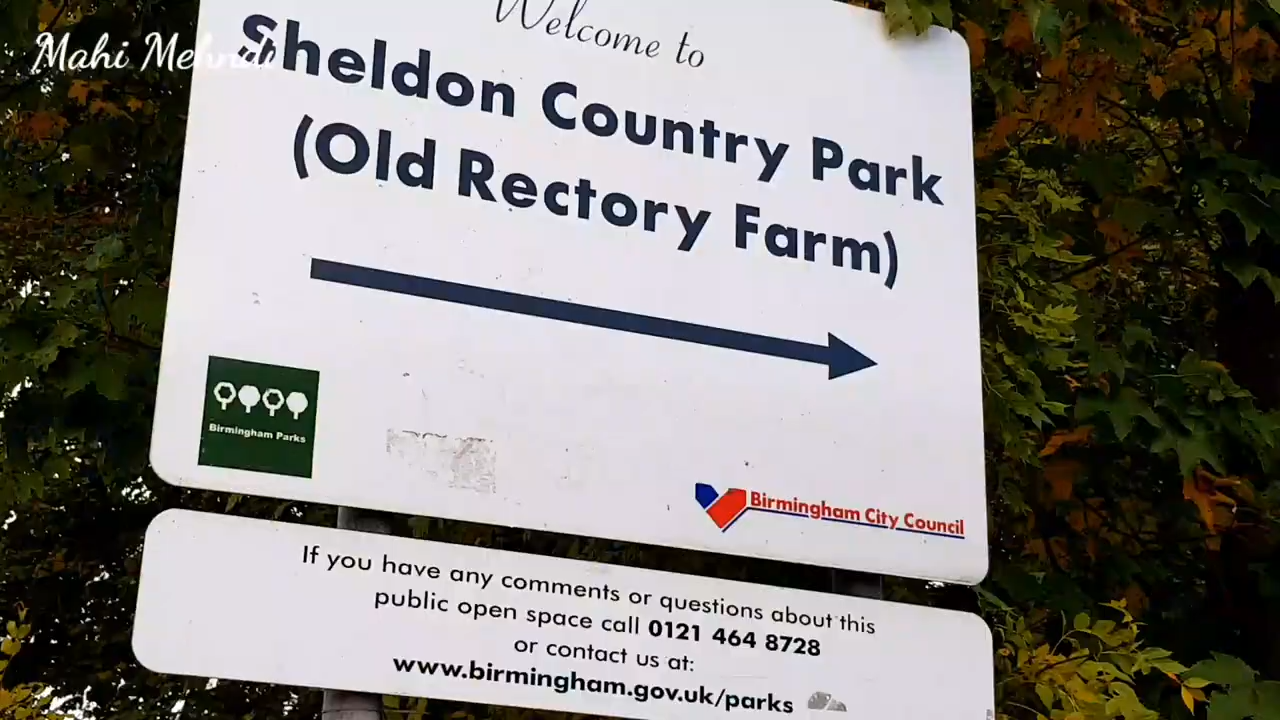 Mahi Mehndi
Welcome to
Sheldon Country Park
(Old Rectory Farm)
Birmingham Parks
Birmingham City Council
If you have any comments or questions about this
public open space call 0121 464 8728
or contact us at:
www.birmingham.gov.uk/parks